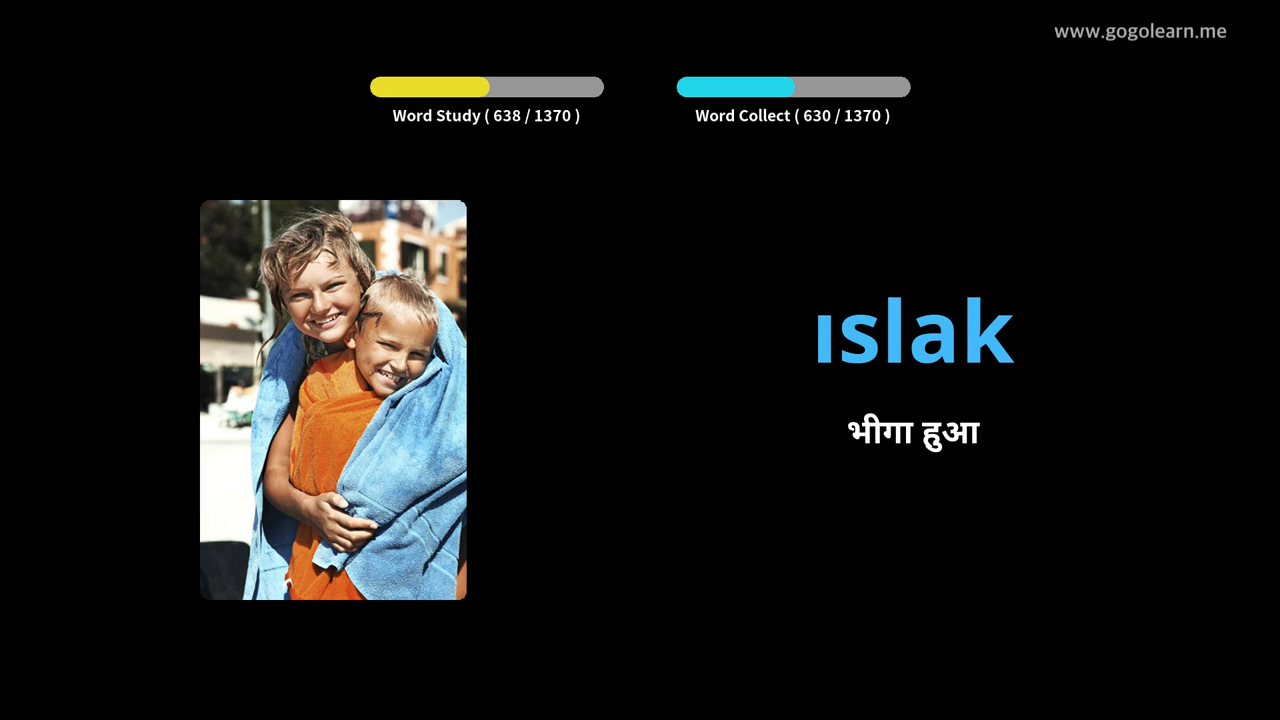 www.gogolearn.me
Word Study ( 638 / 1370 )
Word Collect ( 630 / 1370 )
ıslak
भीगा हुआ